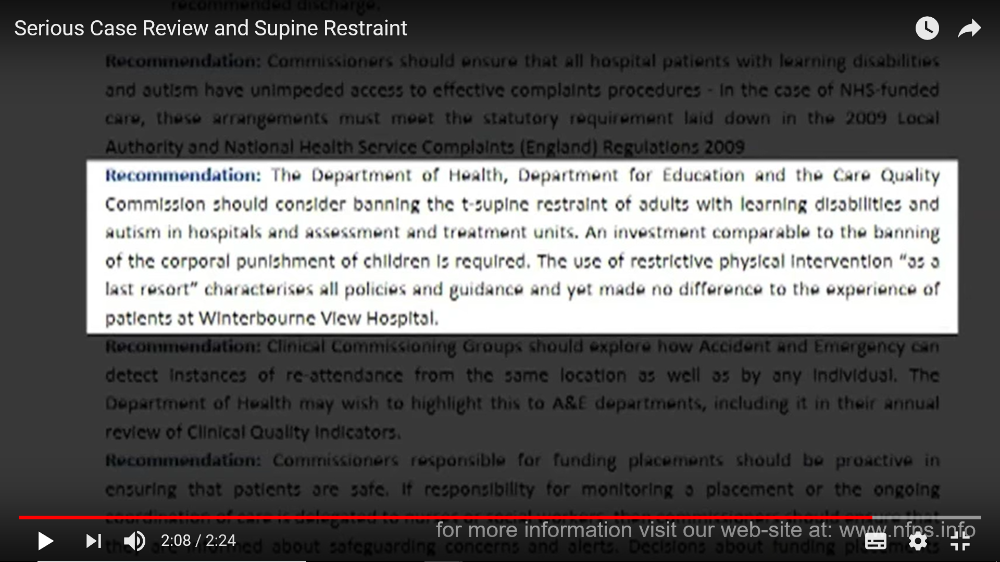 recommended discharge.
Serious Case Review and Supine Restraint
Recommendation: Commissioners should ensure that all hospital patients with learning disabilities
and autism have unimpeded access to effective complaints procedures - in the case of NHS-funded
care, these arrangements must meet the statutory requirement laid down in the 2009 Local
Authority and National Health Service Complaints (England) Regulations 2009
Recommendation: The Department of Health, Department for Education and the Care Quality
Commission should consider banning the t-supine restraint of adults with learning disabilities and
autism in hospitals and assessment and treatment units. An investment comparable to the banning
of the corporal punishment of children is required. The use of restrictive physical intervention “as a
last resort” characterises all policies and guidance and yet made no difference to the experience of
patients at Winterbourne View Hospital.
Recommendation: Clinical Commissioning Groups should explore how Accident and Emergency can
detect instances of re-attendance from the same location as well as by any individual. The
Department of Health may wish to highlight this to A&E departments, including it in their annual
review of Clinical Quality Indicators.
Recommendation: Commissioners responsible for funding placements should be proactive in
ensuring that patients are safe. If responsibility for monitoring a placement or the ongoing
coordination of care is delegated to nurses or social workers, then commissioners should ensure that
for more information visit our web-site at: www.nfps.info
2:08 / 2:24
about safeguarding concerns and alerts. Decisions about funding placements